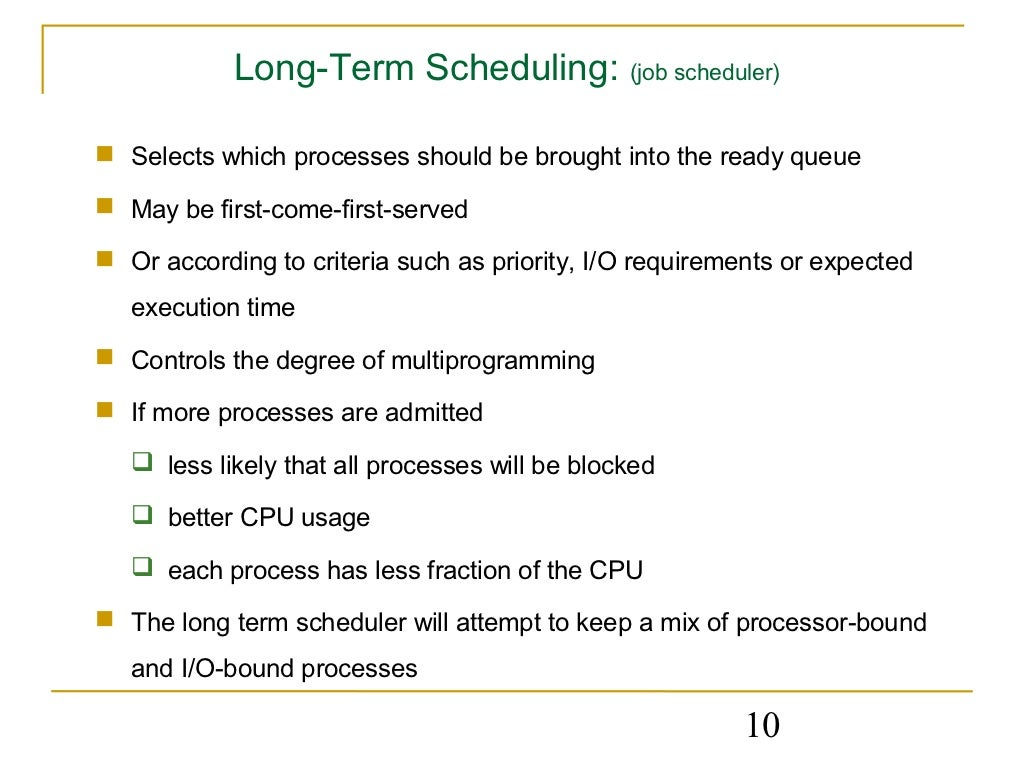 Long-Term Scheduling: (job scheduler)
Selects which processes should be brought into the ready queue
May be first-come-first-served
Or according to criteria such as priority, I/O requirements or expected
execution time
Controls the degree of multiprogramming
If more processes are admitted
less likely that all processes will be blocked
better CPU usage
each process has less fraction of the CPU
The long term scheduler will attempt to keep a mix of processor-bound
and I/O-bound processes
10